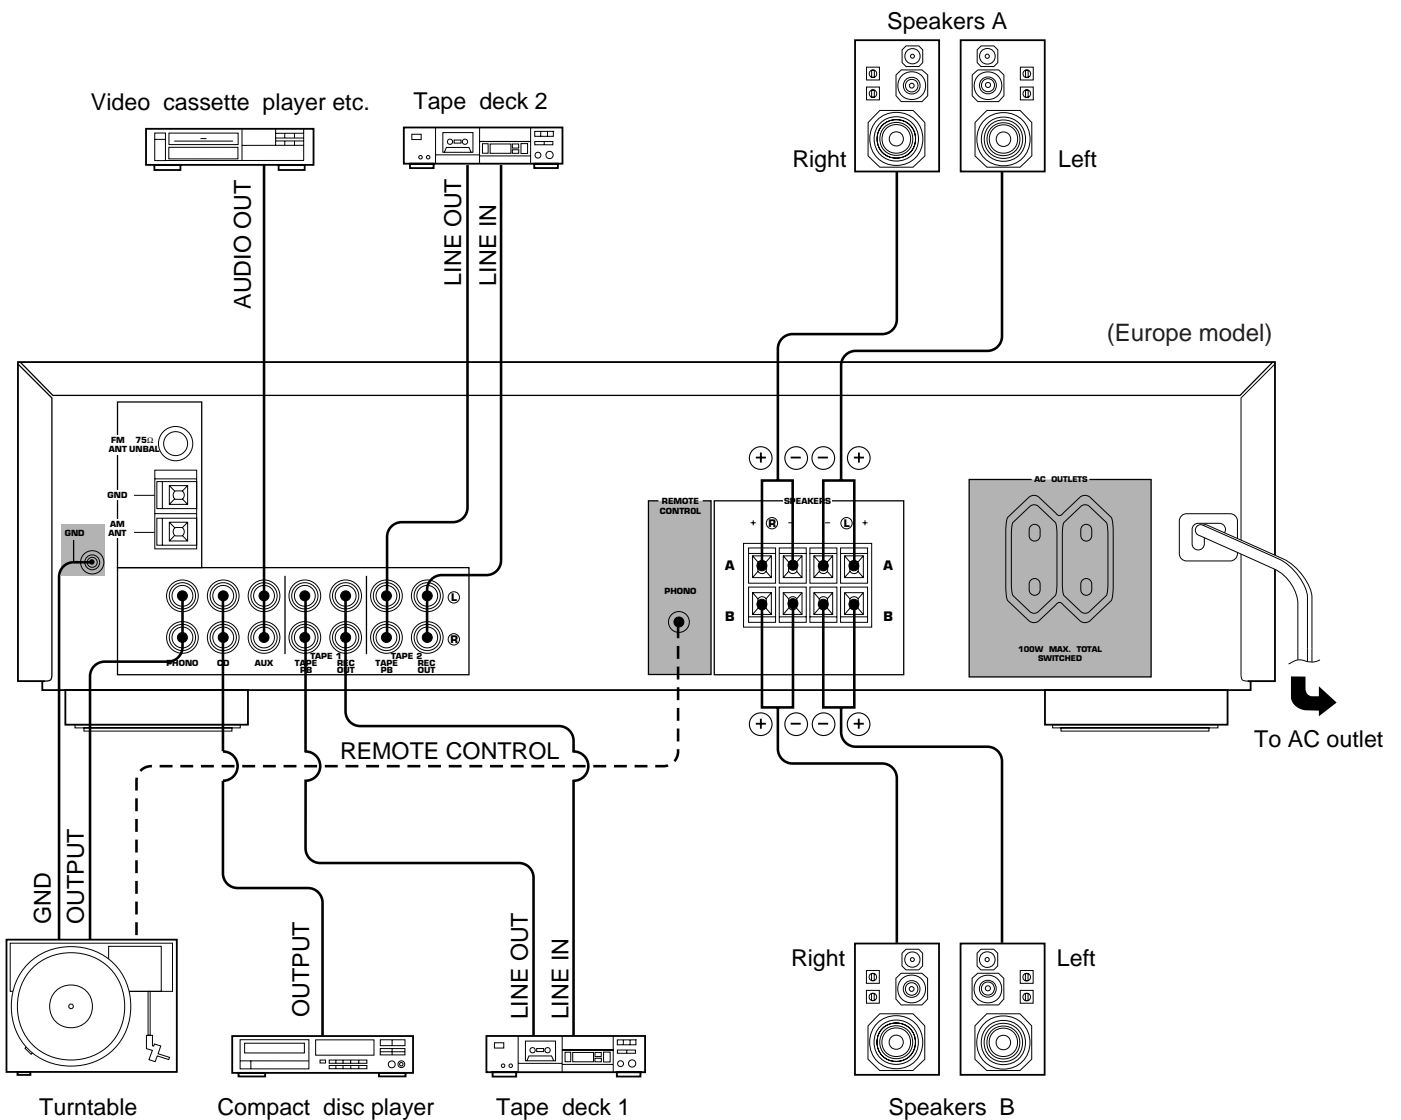 Speakers A
Video cassette player etc.
Tape deck 2
Right
Left
AUDIO OUT
LINE OUT
LINE IN
(Europe model)
FM 75Ω
ANT UNBAL
GND
AM
ANT
GND
+ − − +
REMOTE
CONTROL
PHONO
SPEAKERS
+ R − − L +
A
A
B
B
AC OUTLETS
100W MAX. TOTAL
SWITCHED
L
R
PHONO
CD
AUX
TAPE 1
TAPE
PB
REC
OUT
TAPE 2
TAPE
PB
REC
OUT
+ − − +
To AC outlet
REMOTE CONTROL
GND
OUTPUT
OUTPUT
LINE OUT
LINE IN
Right
Left
Turntable
Compact disc player
Tape deck 1
Speakers B